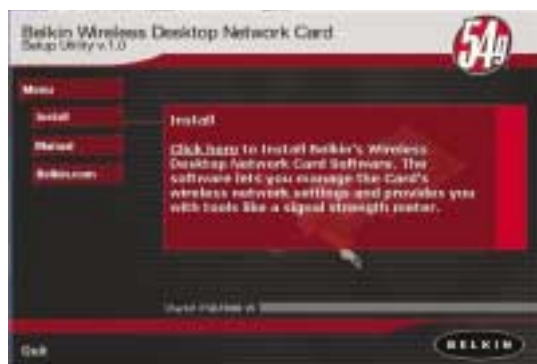 Belkin Wireless Desktop Network Card
Setup Utility v.1.0
54g
Menu
Install
Manual
Belkin.com
Install
Click here to Install Belkin's Wireless
Desktop Network Card Software. The
software lets you manage the Card's
wireless network settings and provides you
with tools like a signal strength meter.
Quit
BELKIN